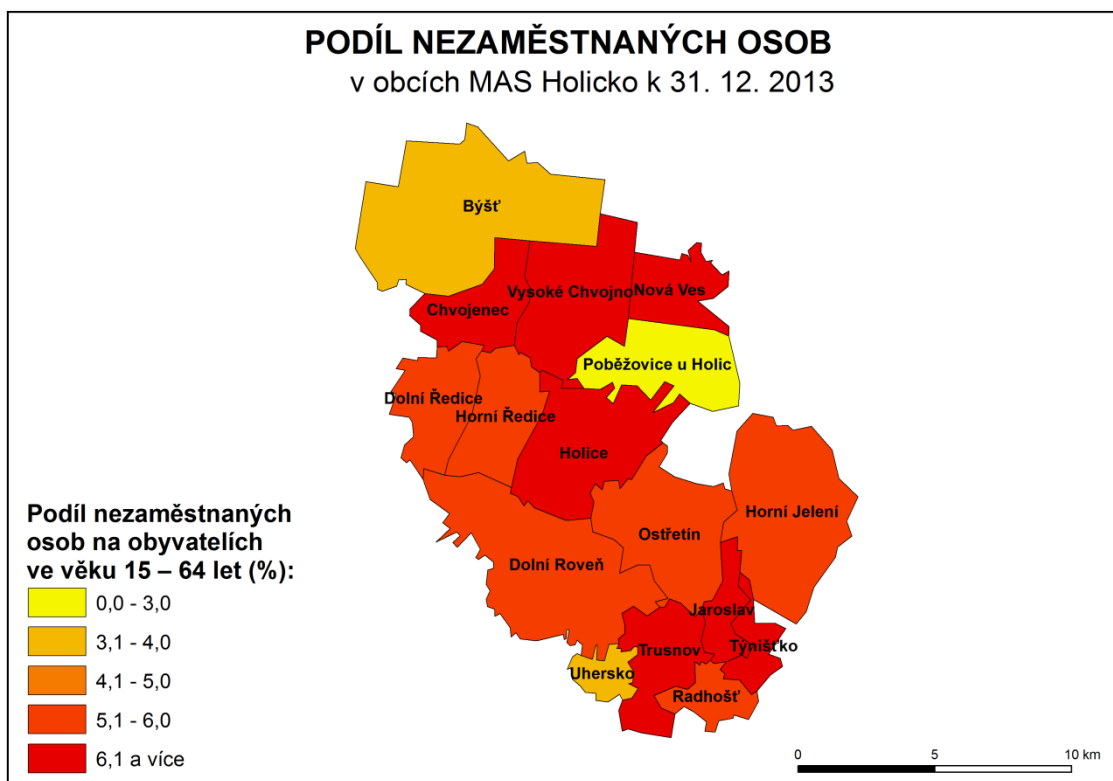 PODÍL NEZAMĚSTNANÝCH OSOB
v obcích MAS Holicko k 31. 12. 2013
Býšť
Vysoké Chvojno
Nová Ves
Chvojenec
Poběžovice u Holic
Dolní Ředice
Horní Ředice
Holice
Horní Jelení
Ostřetín
Dolní Roveň
Jaroslav
Týnišťko
Trusnov
Uhersko
Radhošť
Podíl nezaměstnaných
osob na obyvatelích
ve věku 15 – 64 let (%):
0,0 - 3,0
3,1 - 4,0
4,1 - 5,0
5,1 - 6,0
6,1 a více
0 5 10 km